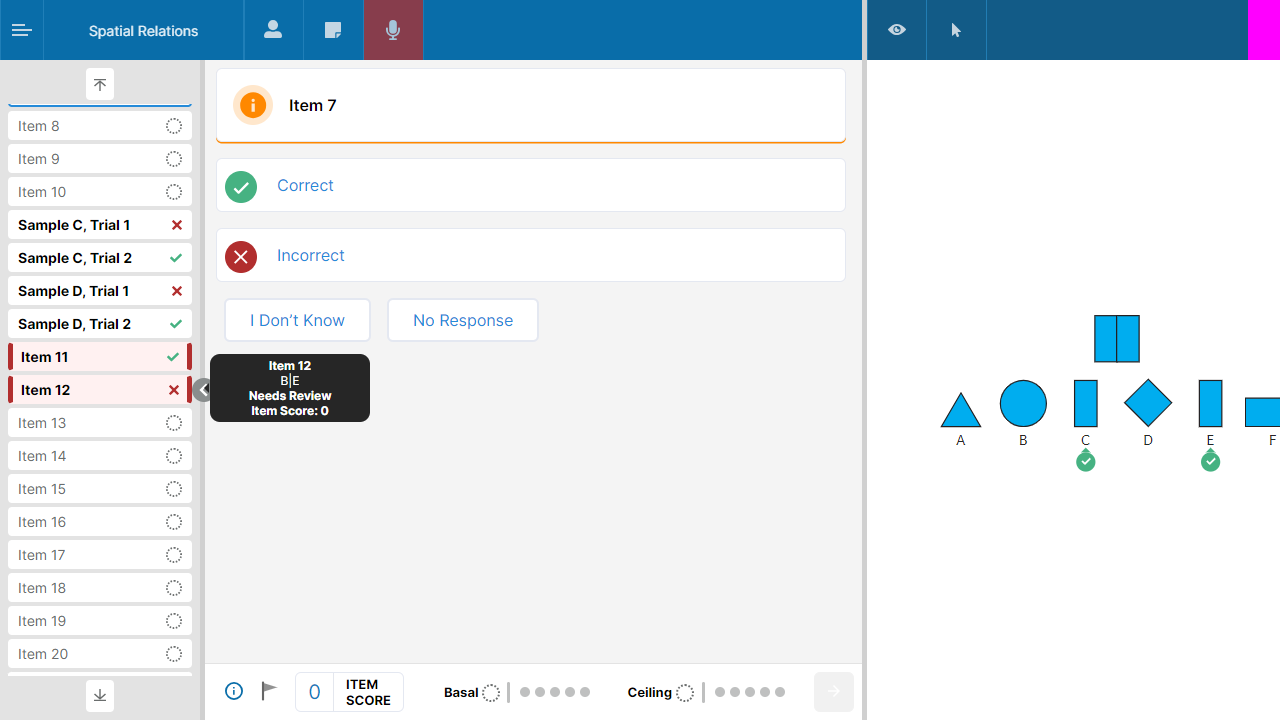 Spatial Relations
Item 8
Item 9
Item 10
Sample C, Trial 1
Sample C, Trial 2
Sample D, Trial 1
Sample D, Trial 2
Item 11
Item 12
Item 13
Item 14
Item 15
Item 16
Item 17
Item 18
Item 19
Item 20
Item 7
Correct
Incorrect
I Don’t Know
No Response
Item 12
B|E
Needs Review
Item Score: 0
0
ITEM
SCORE
Basal
Ceiling
A
B
C
D
E
F